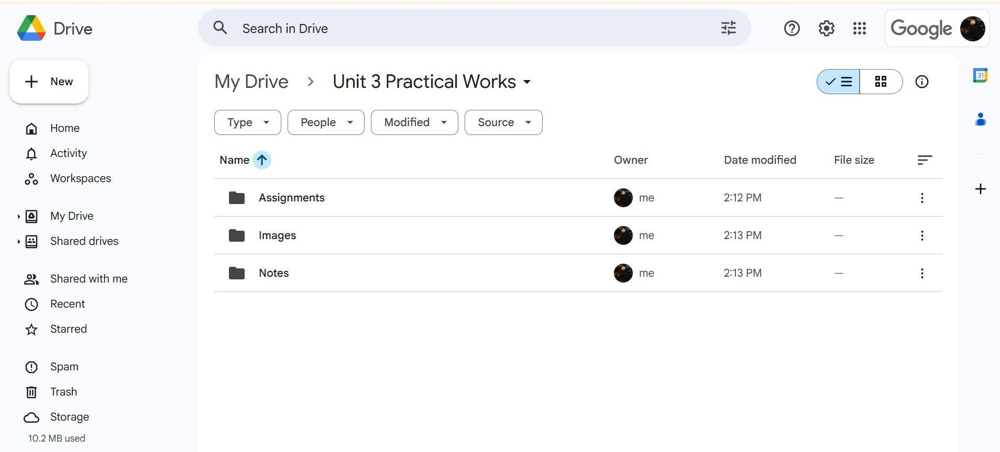 Drive
Search in Drive
Google
New
My Drive
Unit 3 Practical Works
31
Type
People
Modified
Source
Home
Activity
Workspaces
My Drive
Shared drives
Shared with me
Recent
Starred
Spam
Trash
Storage
10.2 MB used
Name Owner Date modified File size
Assignments me 2:12 PM —
Images me 2:13 PM —
Notes me 2:13 PM —